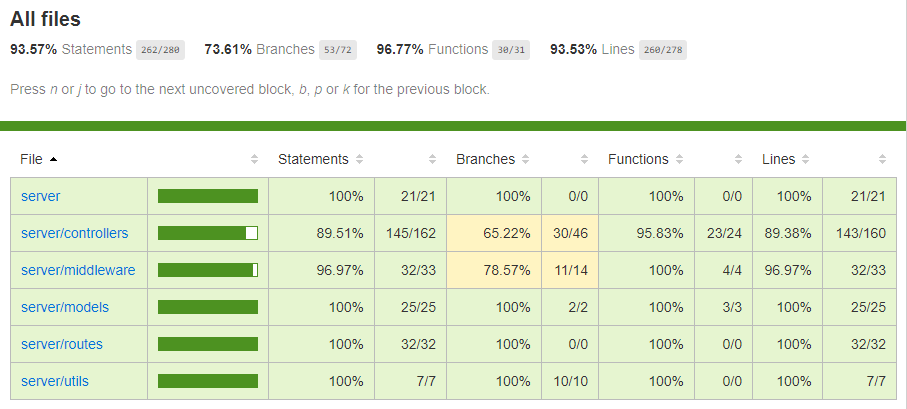 All files
93.57% Statements 262/280 73.61% Branches 53/72 96.77% Functions 30/31 93.53% Lines 260/278
Press n or j to go to the next uncovered block, b, p or k for the previous block.
File Statements Branches Functions Lines
server 100% 21/21 100% 0/0 100% 0/0 100% 21/21
server/controllers 89.51% 145/162 65.22% 30/46 95.83% 23/24 89.38% 143/160
server/middleware 96.97% 32/33 78.57% 11/14 100% 4/4 96.97% 32/33
server/models 100% 25/25 100% 2/2 100% 3/3 100% 25/25
server/routes 100% 32/32 100% 0/0 100% 0/0 100% 32/32
server/utils 100% 7/7 100% 10/10 100% 0/0 100% 7/7